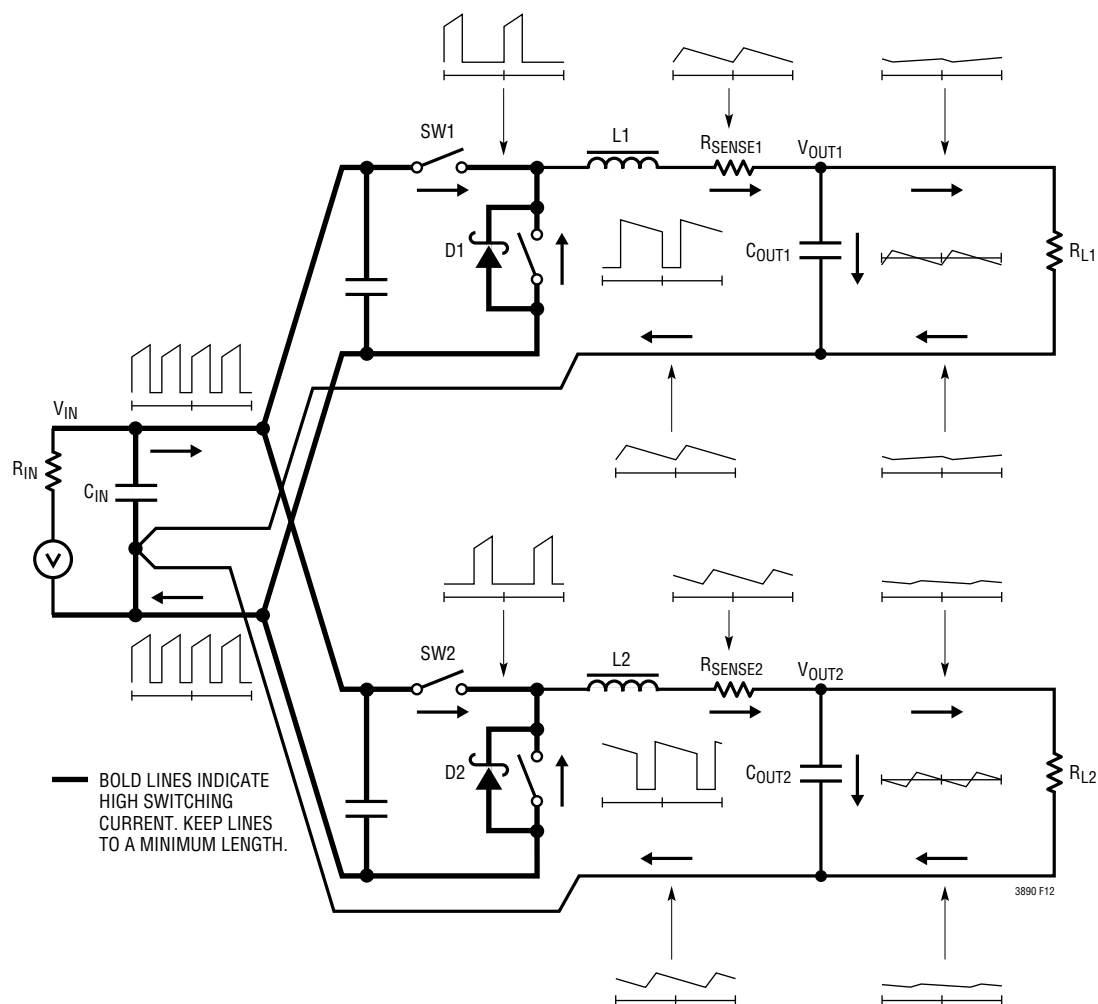 SW1
L1
RSENSE1
VOUT1
D1
COUT1
RL1
VIN
RIN
CIN
V
SW2
L2
RSENSE2
VOUT2
D2
COUT2
RL2
BOLD LINES INDICATE
HIGH SWITCHING
CURRENT. KEEP LINES
TO A MINIMUM LENGTH.
3890 F12